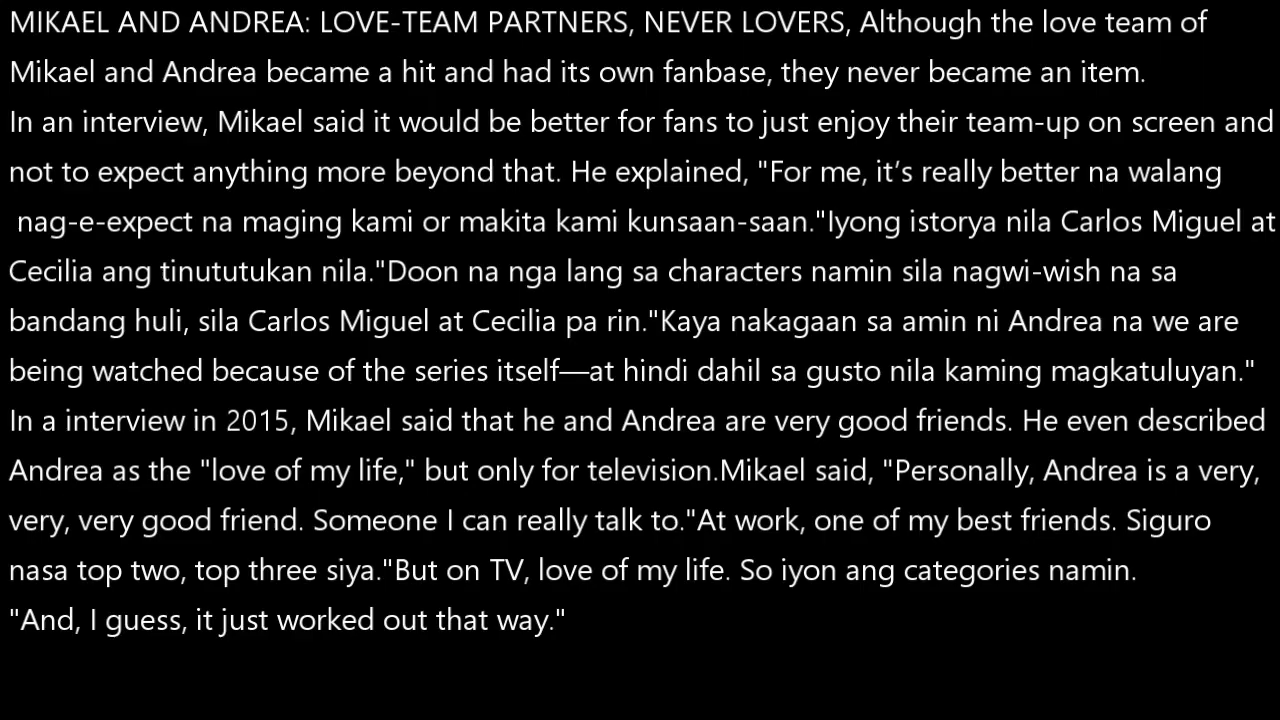 MIKAEL AND ANDREA: LOVE-TEAM PARTNERS, NEVER LOVERS, Although the love team of
Mikael and Andrea became a hit and had its own fanbase, they never became an item.
In an interview, Mikael said it would be better for fans to just enjoy their team-up on screen and
not to expect anything more beyond that. He explained, "For me, it’s really better na walang
nag-e-expect na maging kami or makita kami kunsaan-saan."Iyong istorya nila Carlos Miguel at
Cecilia ang tinututukan nila."Doon na nga lang sa characters namin sila nagwi-wish na sa
bandang huli, sila Carlos Miguel at Cecilia pa rin."Kaya nakagaan sa amin ni Andrea na we are
being watched because of the series itself—at hindi dahil sa gusto nila kaming magkatuluyan."
In a interview in 2015, Mikael said that he and Andrea are very good friends. He even described
Andrea as the "love of my life," but only for television.Mikael said, "Personally, Andrea is a very,
very, very good friend. Someone I can really talk to."At work, one of my best friends. Siguro
nasa top two, top three siya."But on TV, love of my life. So iyon ang categories namin.
"And, I guess, it just worked out that way."